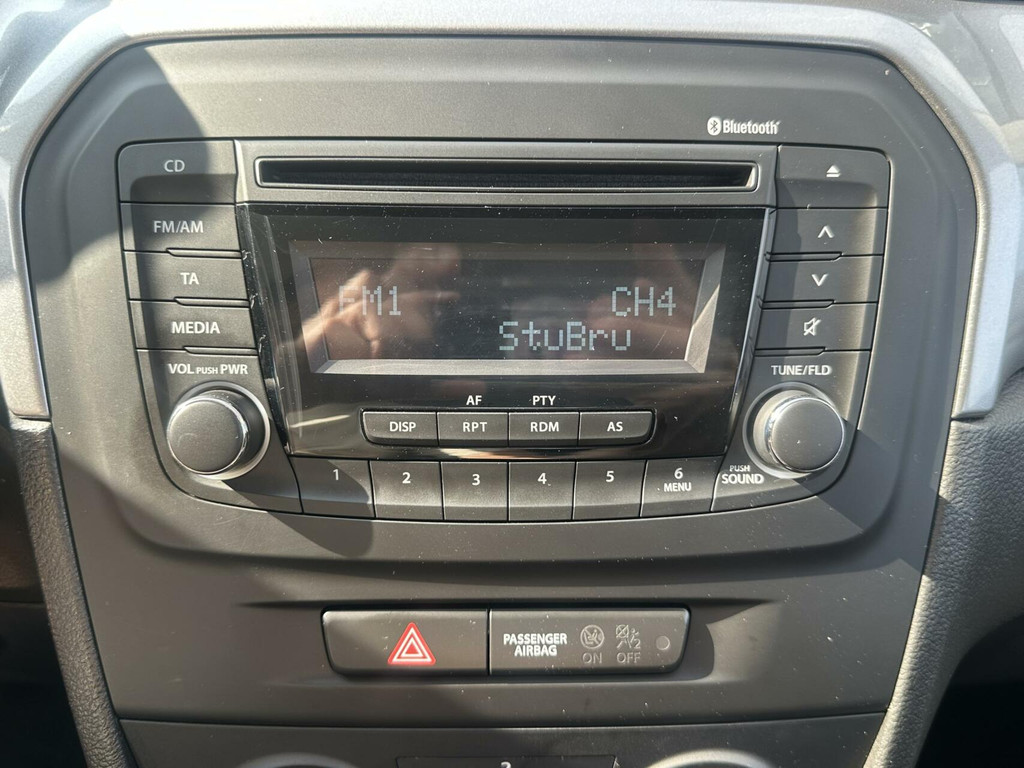 Bluetooth
CD
FM/AM
TA
MEDIA
VOL PUSH PWR
FM1 CH4
StuBru
TUNE/FLD
AF PTY
DISP RPT RDM AS
1 2 3 4 5 6
MENU
PUSH
SOUND
PASSENGER
AIRBAG
ON OFF
2